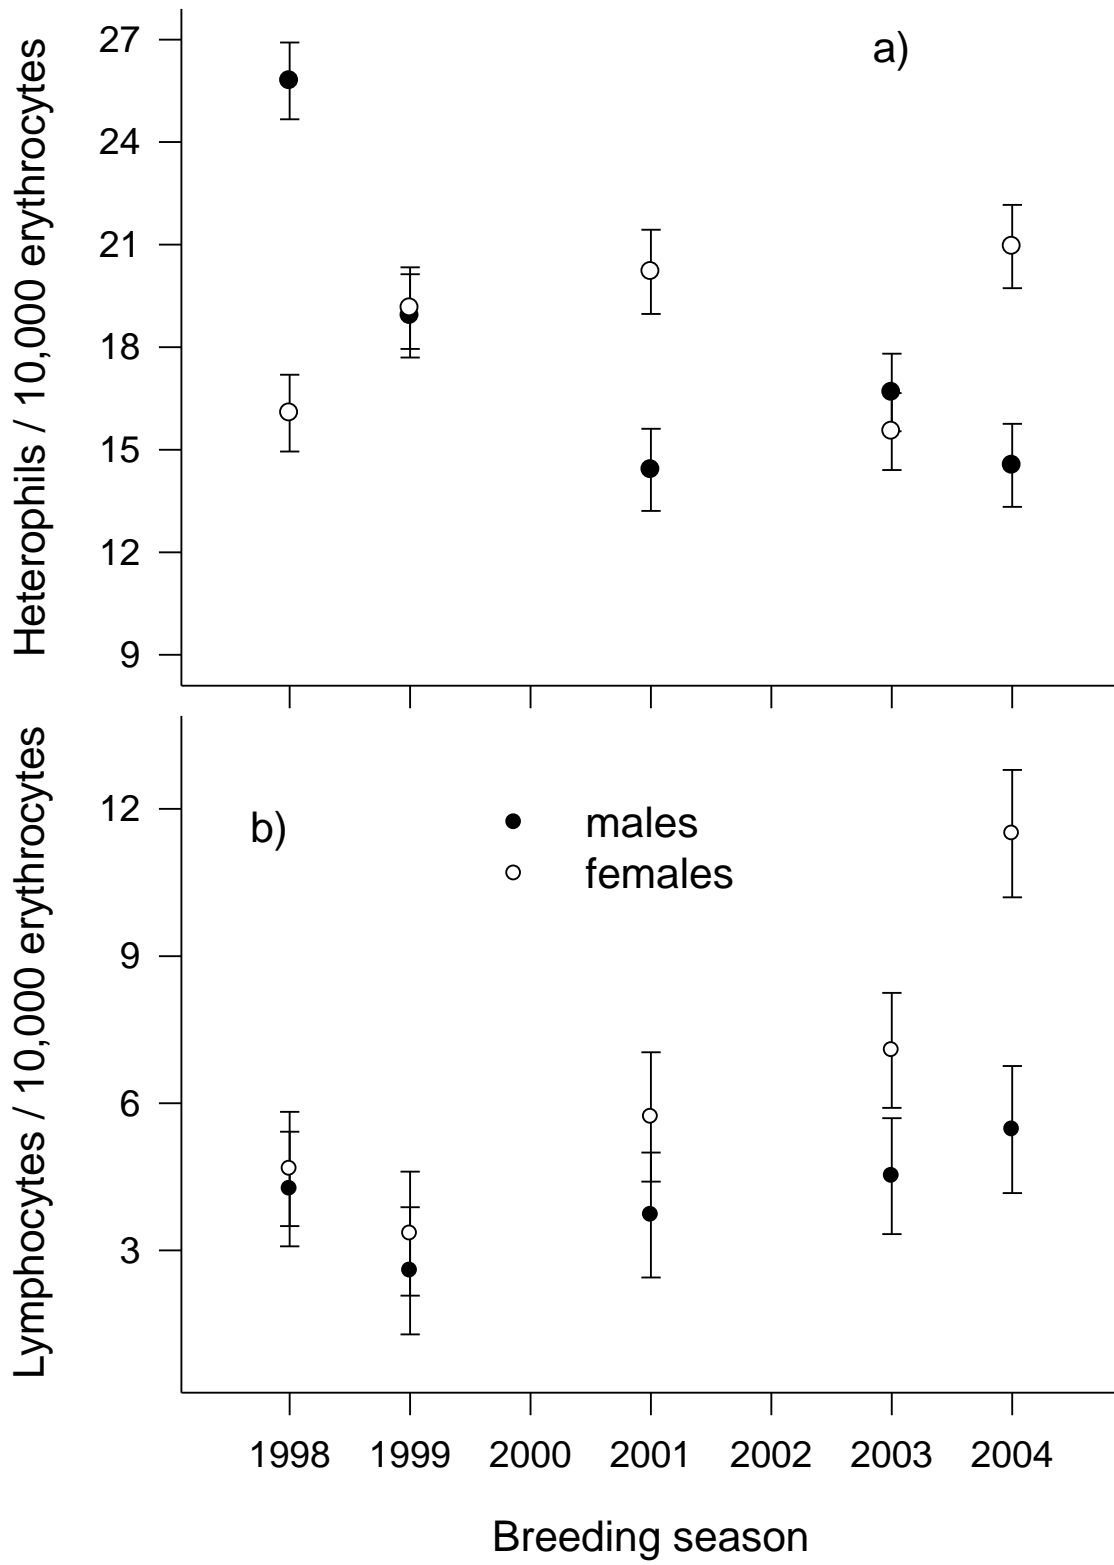 a)
Heterophils / 10,000 erythrocytes
27
24
21
18
15
12
9
b)
males
females
Lymphocytes / 10,000 erythrocytes
12
9
6
3
1998 1999 2000 2001 2002 2003 2004
Breeding season